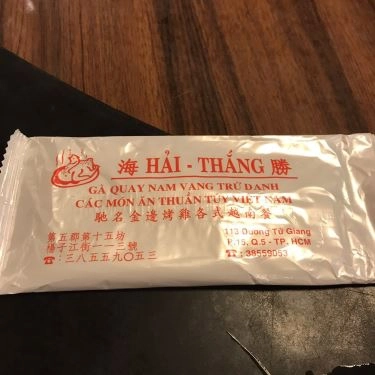 海 HẢI - THẮNG 勝
GÀ QUAY NAM VANG TRỨ DANH
CÁC MÓN ĂN THUẦN TÚY VIỆT NAM
馳名金邊烤雞各式越南餐
第五郡第十五坊
楊子江街一一三號
☎:三八五五九0五三
113 Dương Tử Giang
P.15, Q.5 - TP. HCM
☎:38559053